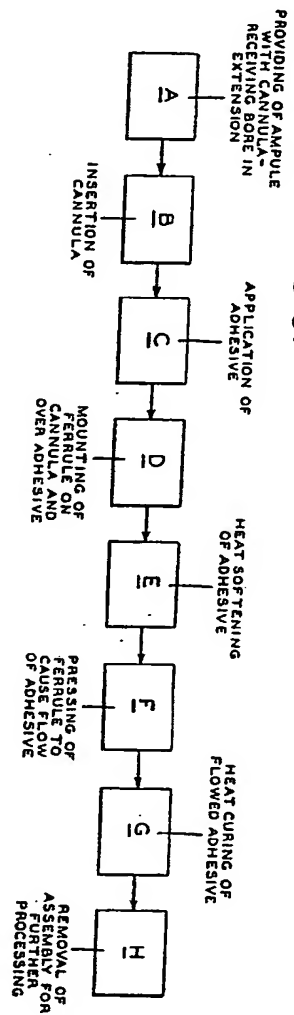 PROVIDING OF AMPULE
WITH CANNULA-
RECEIVING BORE IN
EXTENSION
A
INSERTION OF
CANNULA
B
APPLICATION OF
ADHESIVE
C
MOUNTING OF
FERRULE ON
CANNULA AND
OVER ADHESIVE
D
HEAT SOFTENING
OF ADHESIVE
E
PRESSING OF
FERRULE TO
CAUSE FLOW
OF ADHESIVE
F
HEAT CURING OF
FLOWED ADHESIVE
G
REMOVAL OF
ASSEMBLY FOR
FURTHER
PROCESSING
H